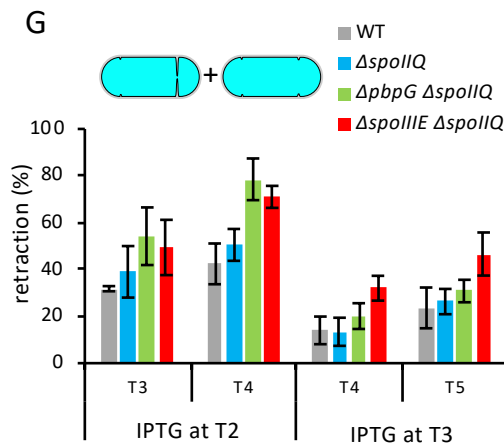 G
WT
ΔspoIIQ
+
ΔpbpG ΔspoIIQ
ΔspoIIIE ΔspoIIQ
retraction (%)
100
80
60
40
20
0
T3
T4
T4
T5
IPTG at T2
IPTG at T3